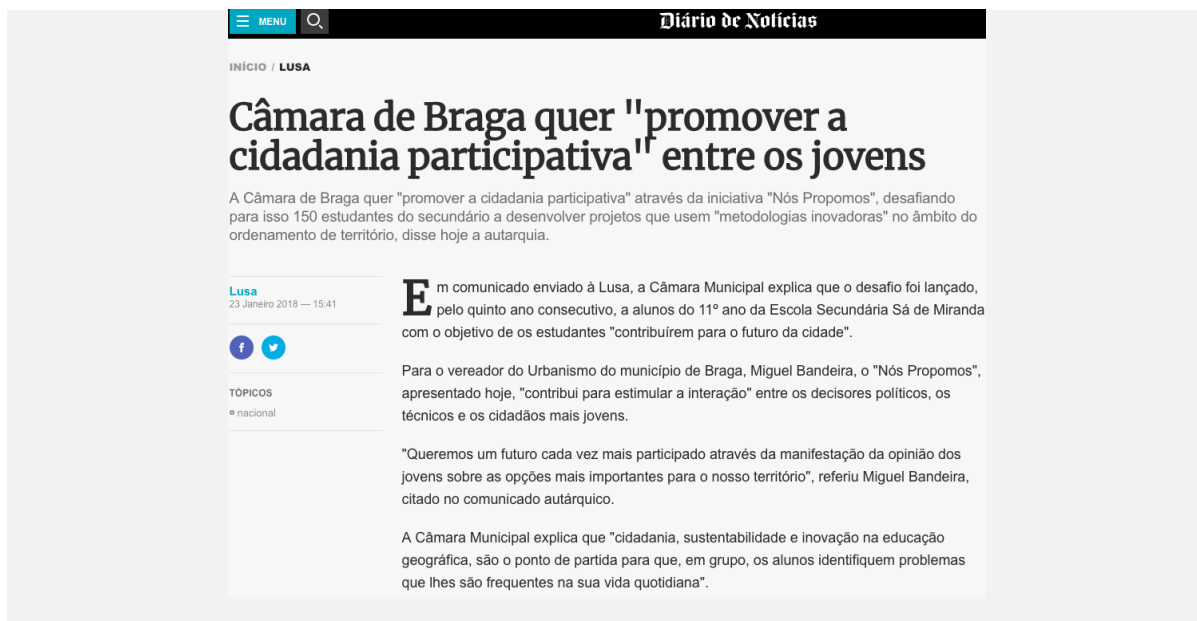 MENU
Diário de Notícias
INÍCIO / LUSA
Câmara de Braga quer "promover a
cidadania participativa" entre os jovens
A Câmara de Braga quer "promover a cidadania participativa" através da iniciativa "Nós Propomos", desafiando
para isso 150 estudantes do secundário a desenvolver projetos que usem "metodologias inovadoras" no âmbito do
ordenamento de território, disse hoje a autarquia.
Lusa
23 Janeiro 2018 — 15:41
TÓPICOS
nacional
Em comunicado enviado à Lusa, a Câmara Municipal explica que o desafio foi lançado,
pelo quinto ano consecutivo, a alunos do 11º ano da Escola Secundária Sá de Miranda
com o objetivo de os estudantes "contribuírem para o futuro da cidade".
Para o vereador do Urbanismo do município de Braga, Miguel Bandeira, o "Nós Propomos",
apresentado hoje, "contribui para estimular a interação" entre os decisores políticos, os
técnicos e os cidadãos mais jovens.
"Queremos um futuro cada vez mais participado através da manifestação da opinião dos
jovens sobre as opções mais importantes para o nosso território", referiu Miguel Bandeira,
citado no comunicado autárquico.
A Câmara Municipal explica que "cidadania, sustentabilidade e inovação na educação
geográfica, são o ponto de partida para que, em grupo, os alunos identifiquem problemas
que lhes são frequentes na sua vida quotidiana".